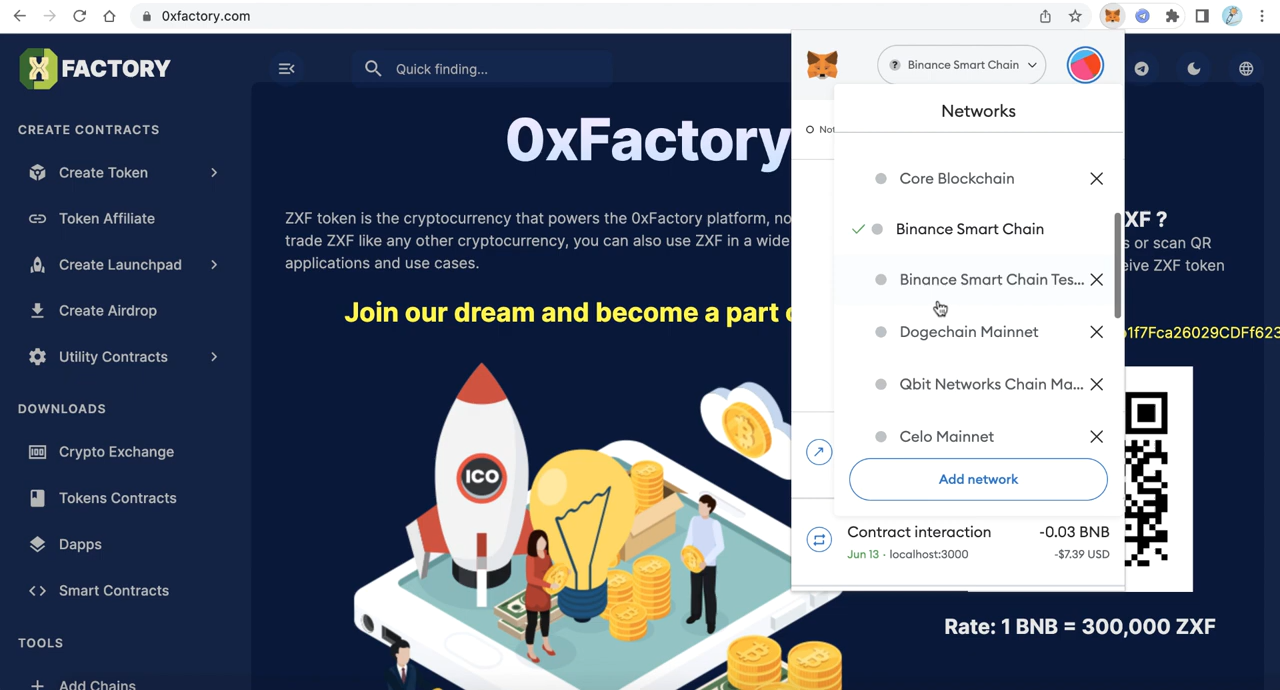 0xfactory.com
X FACTORY
Quick finding...
CREATE CONTRACTS
Create Token
Token Affiliate
Create Launchpad
Create Airdrop
Utility Contracts
DOWNLOADS
Crypto Exchange
Tokens Contracts
Dapps
Smart Contracts
TOOLS
Add Chains
0xFactory
ZXF token is the cryptocurrency that powers the 0xFactory platform, no
trade ZXF like any other cryptocurrency, you can also use ZXF in a wide
applications and use cases.
Join our dream and become a part
ICO
Binance Smart Chain
Not
Networks
Core Blockchain
Binance Smart Chain
Binance Smart Chain Tes...
Dogechain Mainnet
Qbit Networks Chain Ma...
Celo Mainnet
Add network
Contract interaction
-0.03 BNB
Jun 13 · localhost:3000
-$7.39 USD
XF ?
s or scan QR
eive ZXF token
1f7Fca26029CDFf623
Rate: 1 BNB = 300,000 ZXF